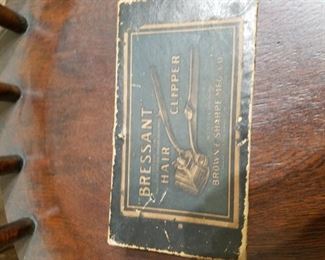 BRESSANT
HAIR CLIPPER
BROWN & SHARPE MFG. CO.